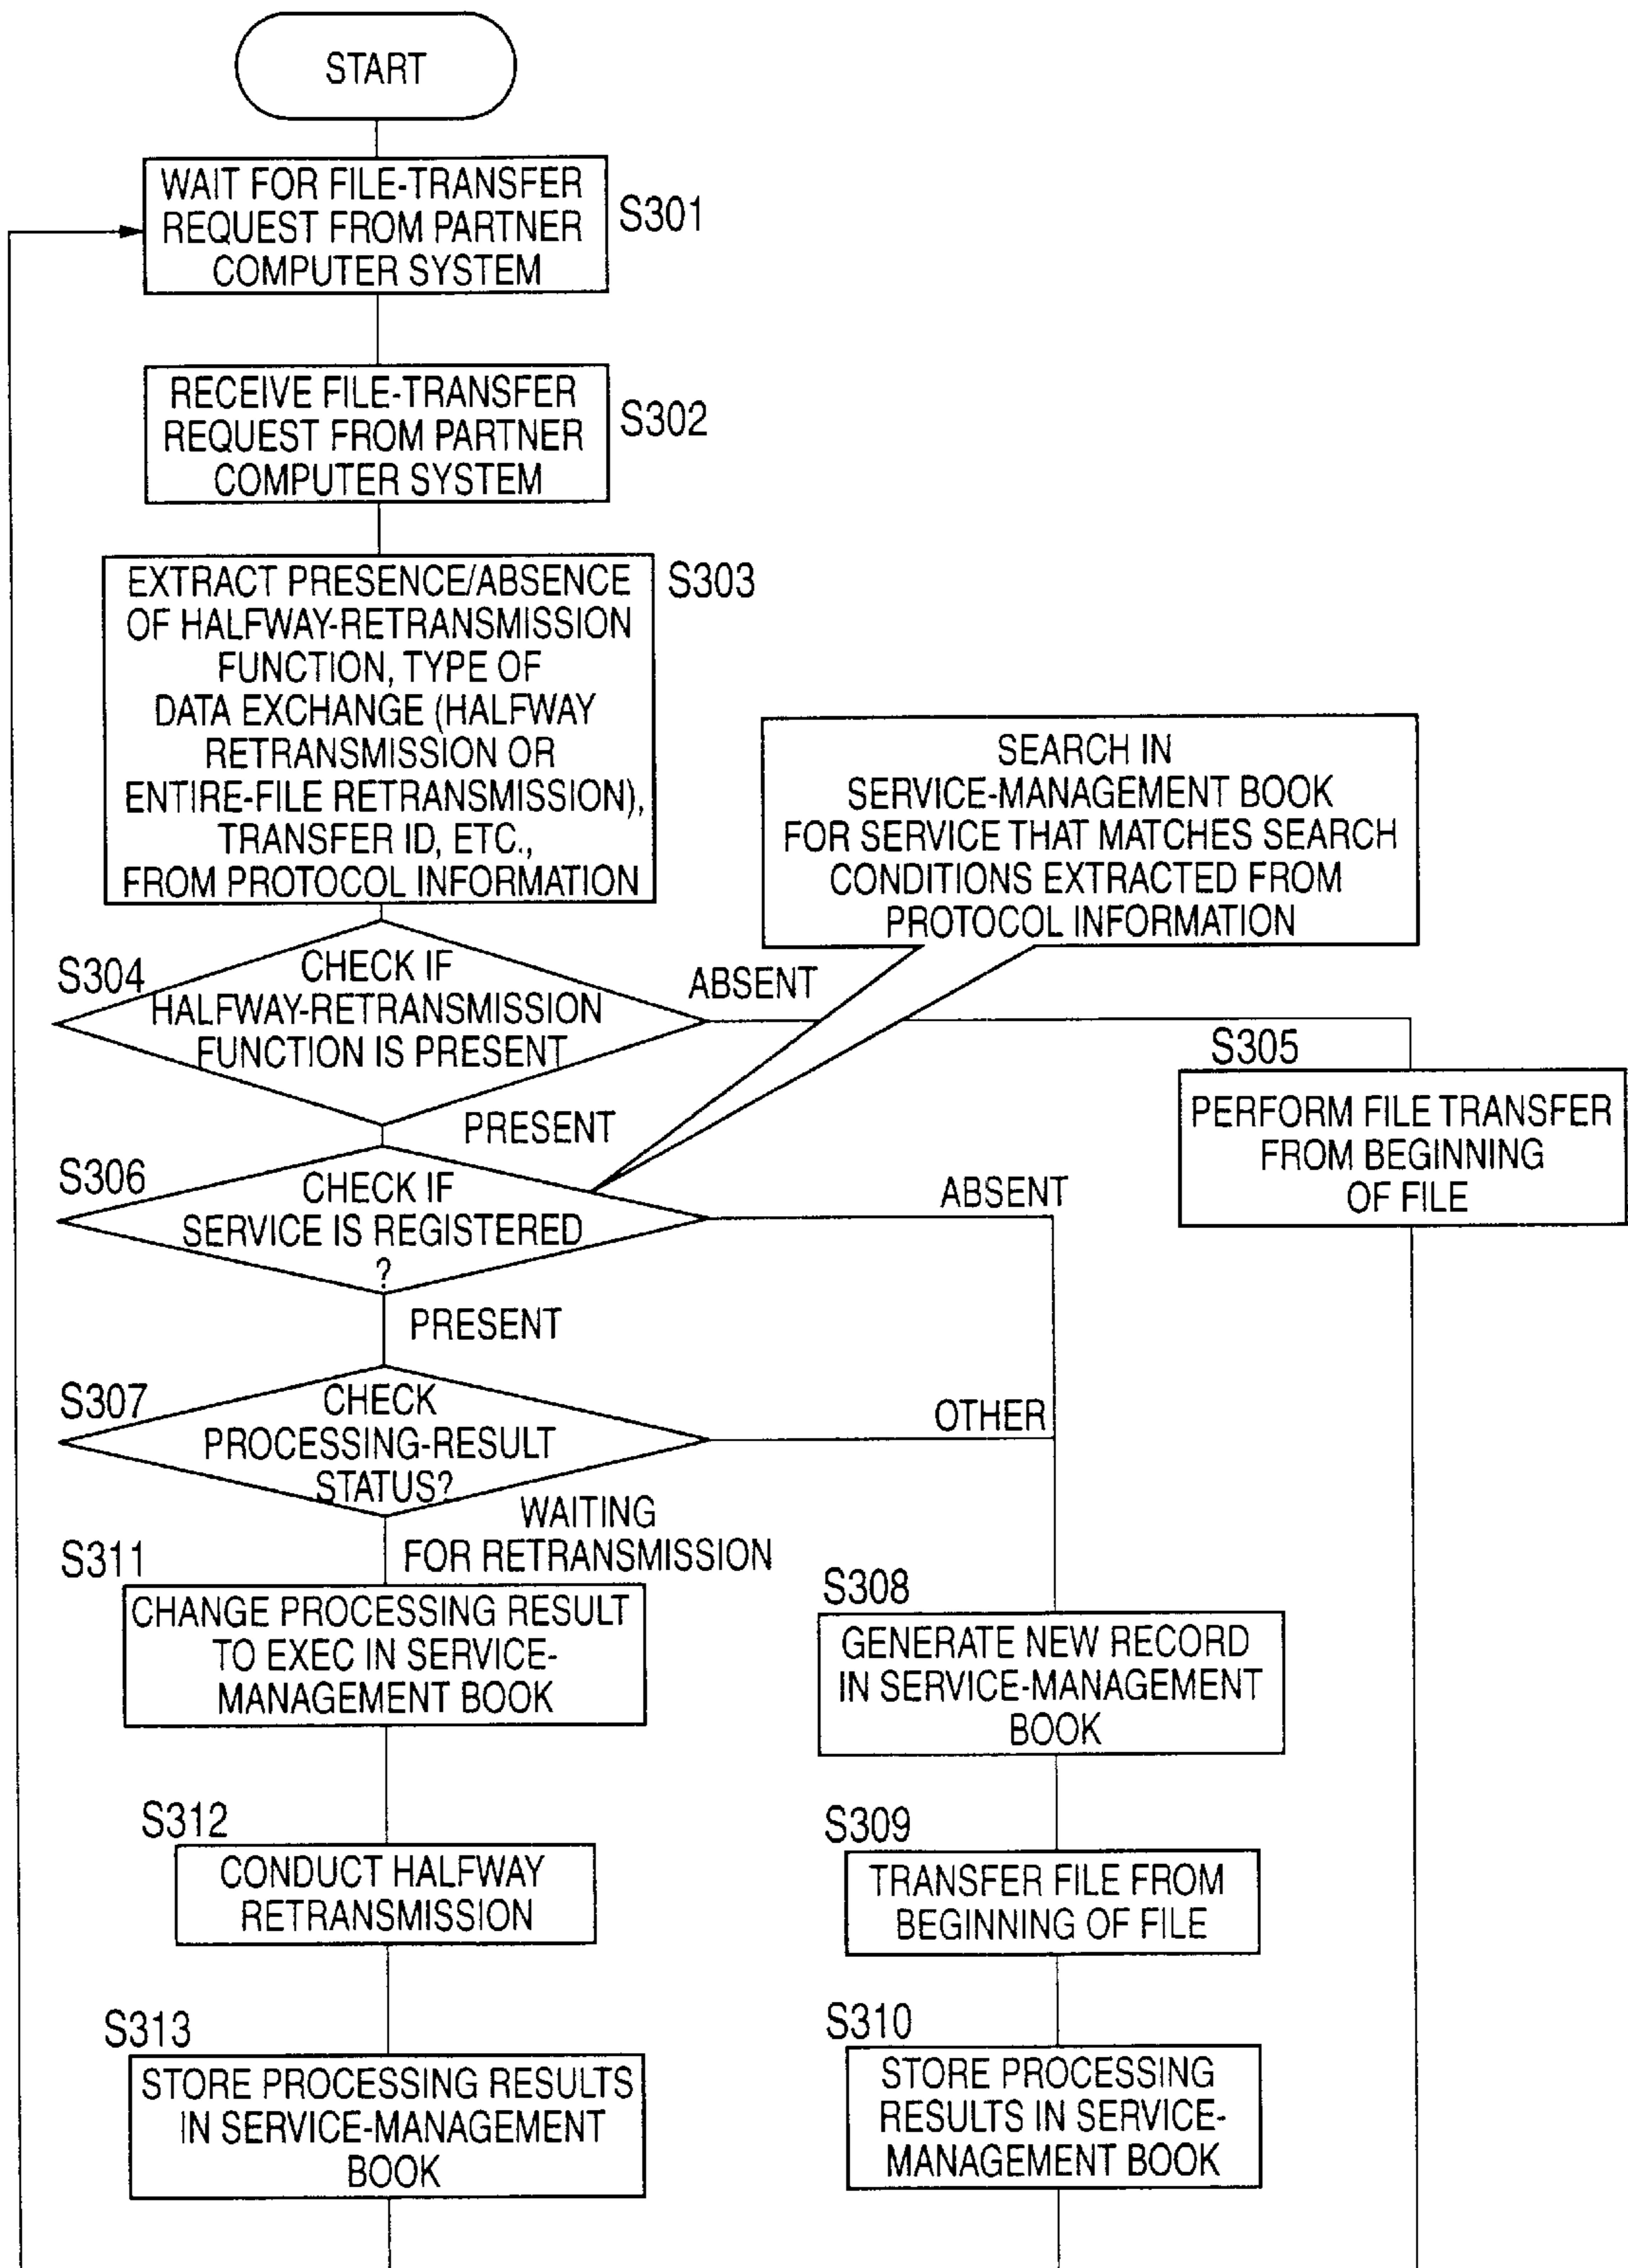 START
WAIT FOR FILE-TRANSFER
REQUEST FROM PARTNER
COMPUTER SYSTEM
S301
RECEIVE FILE-TRANSFER
REQUEST FROM PARTNER
COMPUTER SYSTEM
S302
EXTRACT PRESENCE/ABSENCE
OF HALFWAY-RETRANSMISSION
FUNCTION, TYPE OF
DATA EXCHANGE (HALFWAY
RETRANSMISSION OR
ENTIRE-FILE RETRANSMISSION),
TRANSFER ID, ETC.,
FROM PROTOCOL INFORMATION
S303
SEARCH IN
SERVICE-MANAGEMENT BOOK
FOR SERVICE THAT MATCHES SEARCH
CONDITIONS EXTRACTED FROM
PROTOCOL INFORMATION
S304
CHECK IF
HALFWAY-RETRANSMISSION
FUNCTION IS PRESENT
ABSENT
PRESENT
S305
PERFORM FILE TRANSFER
FROM BEGINNING
OF FILE
S306
CHECK IF
SERVICE IS REGISTERED
?
ABSENT
PRESENT
S307
CHECK
PROCESSING-RESULT
STATUS?
OTHER
WAITING
FOR RETRANSMISSION
S311
CHANGE PROCESSING RESULT
TO EXEC IN SERVICE-
MANAGEMENT BOOK
S308
GENERATE NEW RECORD
IN SERVICE-MANAGEMENT
BOOK
S312
CONDUCT HALFWAY
RETRANSMISSION
S309
TRANSFER FILE FROM
BEGINNING OF FILE
S313
STORE PROCESSING RESULTS
IN SERVICE-MANAGEMENT
BOOK
S310
STORE PROCESSING
RESULTS IN SERVICE-
MANAGEMENT BOOK